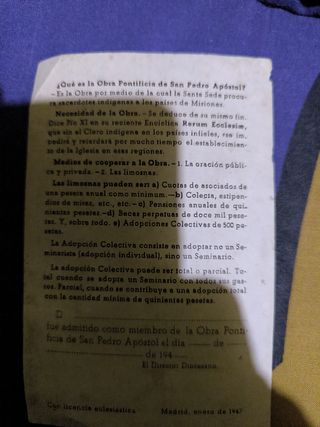 ¿Qué es la Obra Pontificia de San Pedro Apóstol?
-Es la Obra por medio de la cual la Santa Sede procu-
ra sacerdotes indígenas a los países de Misiones.
Necesidad de la Obra. - Se deduce de su mismo fin.
Dice Pío XI en su reciente Encíclica Rerum Ecclesiæ,
que sin el Clero indígena en los países infieles, «se im-
pedirá y retardará por mucho tiempo el establecimien-
to de la Iglesia en esas regiones.
Medios de cooperar a la Obra.-1. La oración públi-
ca y privada.-2. Las limosnas.
Las limosnas pueden ser: a) Cuotas de asociados de
una peseta anual como mínimum.-b) Colecta, estipen-
dios de misas, etc., etc.-c) Pensiones anuales de qui-
nientas pesetas.-d) Becas perpetuas de doce mil pese-
tas. Y, sobre todo, e) Adopciones Colectivas de 500 pe-
setas.
La Adopción Colectiva consiste en adoptar no un Se-
minarista (adopción individual), sino un Seminario.
La adopción Colectiva puede ser total o parcial. To-
tal cuando se adopta un Seminario con todos sus gas-
tos. Parcial, cuando se contribuye a una adopción total
con la cantidad mínima de quinientas pesetas.
D
fue admitido como miembro de la Obra Ponti-
ficia de San Pedro Apóstol el día de
de 194
El Director Diocesano,
Con licencia eclesiástica Madrid, enero de 1947